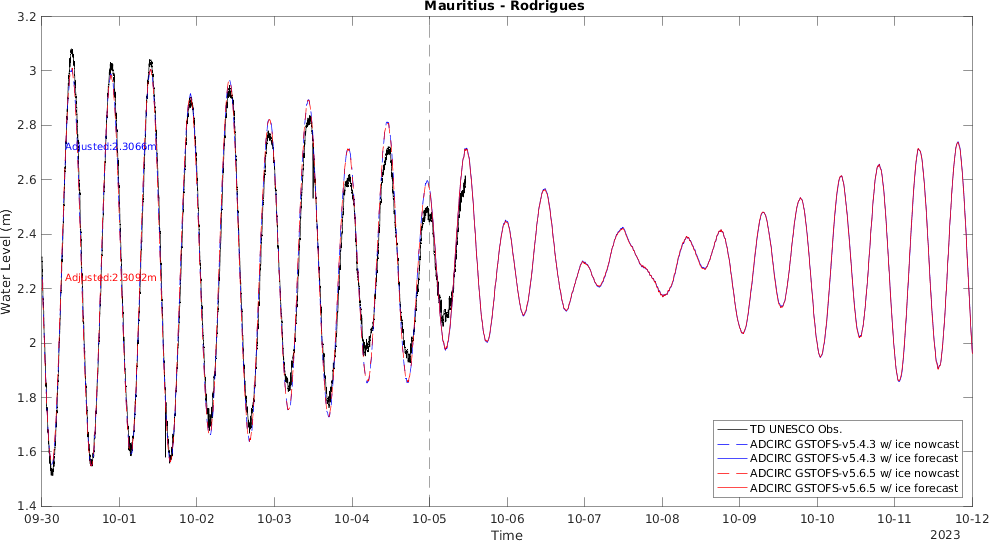 Mauritius - Rodrigues
3.2
3
2.8
2.6
2.4
2.2
2
1.8
1.6
1.4
Water Level (m)
Adjusted:2.3066m
Adjusted:2.3092m
TD UNESCO Obs.
ADCIRC GSTOFS-v5.4.3 w/ ice nowcast
ADCIRC GSTOFS-v5.4.3 w/ ice forecast
ADCIRC GSTOFS-v5.6.5 w/ ice nowcast
ADCIRC GSTOFS-v5.6.5 w/ ice forecast
09-30 10-01 10-02 10-03 10-04 10-05 10-06 10-07 10-08 10-09 10-10 10-11 10-12
Time
2023